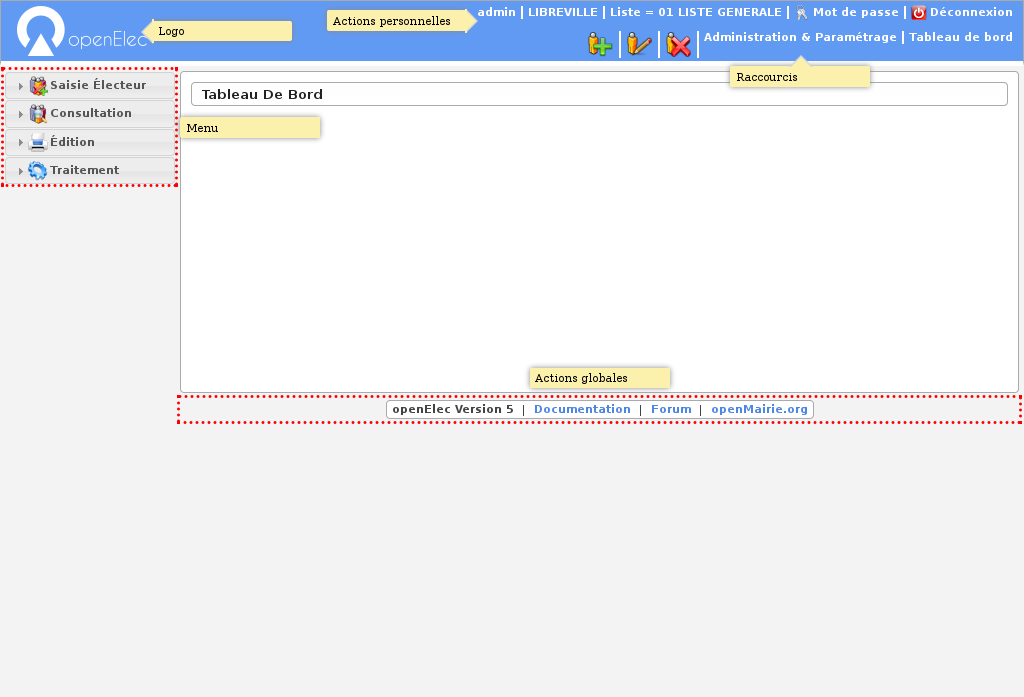 openElec
Logo
Actions personnelles
admin | LIBREVILLE | Liste = 01 LISTE GENERALE | Mot de passe | Déconnexion
Administration & Paramétrage | Tableau de bord
Raccourcis
Saisie Électeur
Consultation
Édition
Traitement
Tableau De Bord
Menu
Actions globales
openElec Version 5 | Documentation | Forum | openMairie.org